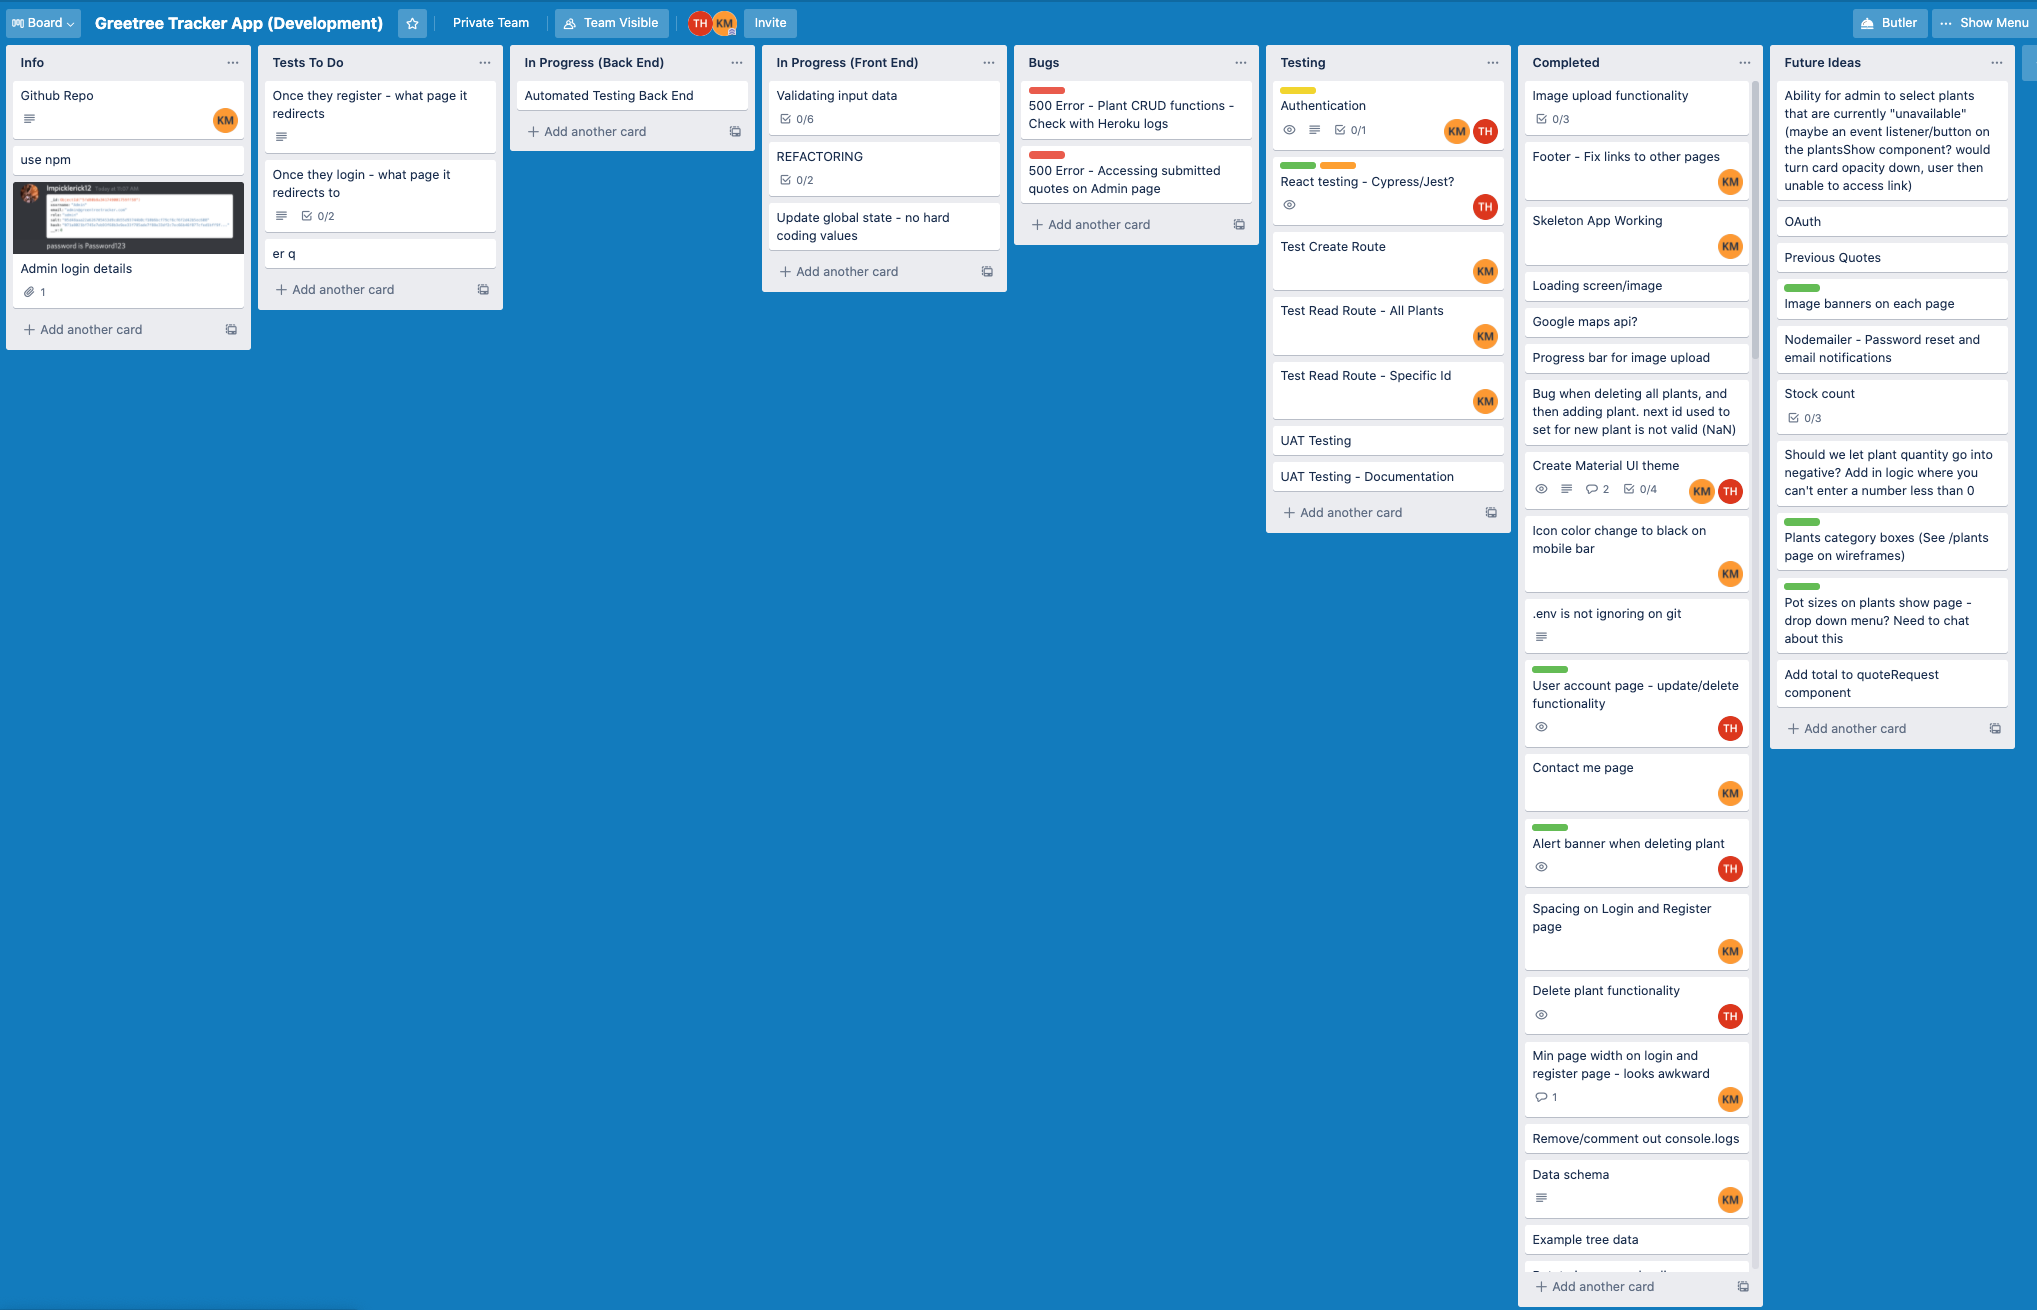 Board
Greetree Tracker App (Development)
Private Team
Team Visible
TH
KM
Invite
Butler
Show Menu
Info
Github Repo
KM
use npm
Implcklerick12 Today at 11:07 AM
password is Password123
Admin login details
1
Add another card
Tests To Do
Once they register - what page it
redirects
Once they login - what page it
redirects to
0/2
er q
Add another card
In Progress (Back End)
Automated Testing Back End
Add another card
In Progress (Front End)
Validating input data
0/6
REFACTORING
0/2
Update global state - no hard
coding values
Add another card
Bugs
500 Error - Plant CRUD functions -
Check with Heroku logs
500 Error - Accessing submitted
quotes on Admin page
Add another card
Testing
Authentication
0/1
KM
TH
React testing - Cypress/Jest?
TH
Test Create Route
KM
Test Read Route - All Plants
KM
Test Read Route - Specific Id
KM
UAT Testing
UAT Testing - Documentation
Add another card
Completed
Image upload functionality
0/3
Footer - Fix links to other pages
KM
Skeleton App Working
KM
Loading screen/image
Google maps api?
Progress bar for image upload
Bug when deleting all plants, and
then adding plant. next id used to
set for new plant is not valid (NaN)
Create Material UI theme
2
0/4
KM
TH
Icon color change to black on
mobile bar
KM
.env is not ignoring on git
User account page - update/delete
functionality
TH
Contact me page
KM
Alert banner when deleting plant
TH
Spacing on Login and Register
page
KM
Delete plant functionality
TH
Min page width on login and
register page - looks awkward
1
KM
Remove/comment out console.logs
Data schema
KM
Example tree data
Add another card
Future Ideas
Ability for admin to select plants
that are currently "unavailable"
(maybe an event listener/button on
the plantsShow component? would
turn card opacity down, user then
unable to access link)
OAuth
Previous Quotes
Image banners on each page
Nodemailer - Password reset and
email notifications
Stock count
0/3
Should we let plant quantity go into
negative? Add in logic where you
can't enter a number less than 0
Plants category boxes (See /plants
page on wireframes)
Pot sizes on plants show page -
drop down menu? Need to chat
about this
Add total to quoteRequest
component
Add another card